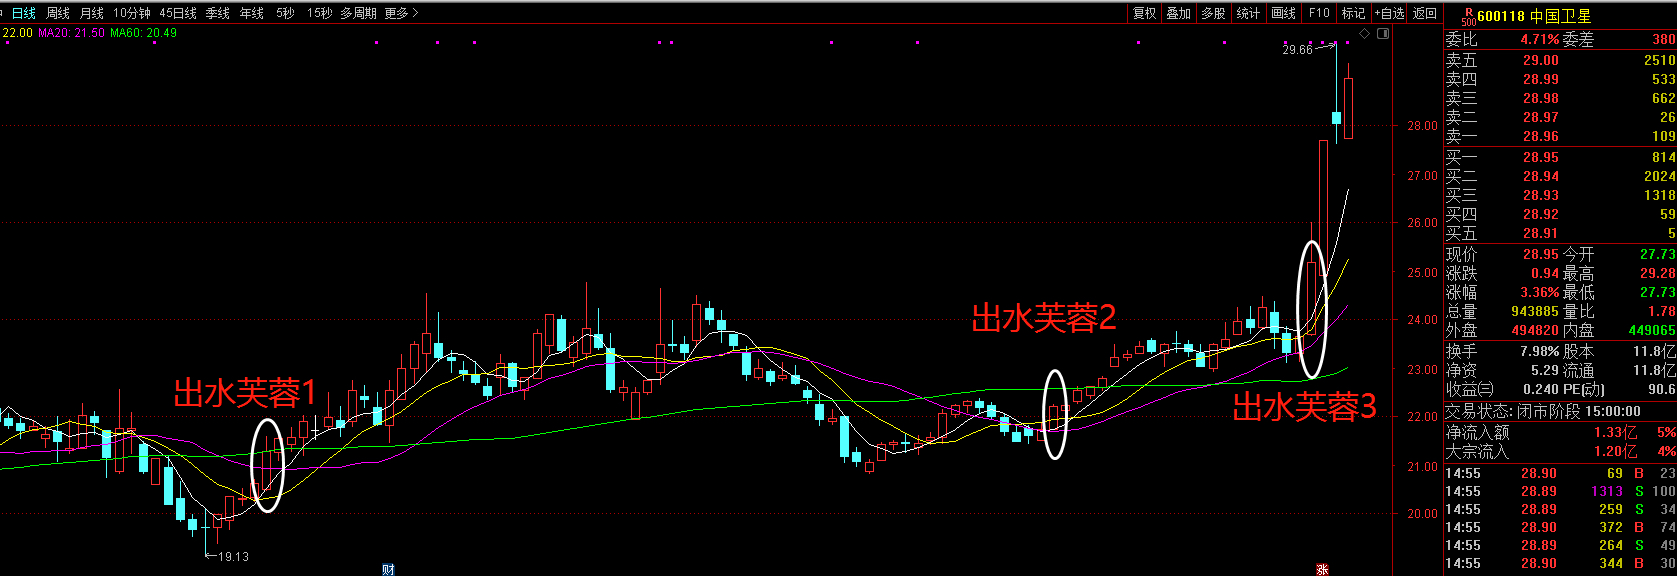 日线 周线 月线 10分钟 45日线 季线 年线 5秒 15秒 多周期 更多>
复权 叠加 多股 统计 画线 F10 标记 +自选 返回
22.00 MA20: 21.50 MA60: 20.49
29.66
28.00
27.00
26.00
25.00
24.00
23.00
22.00
21.00
20.00
出水芙蓉1
出水芙蓉2
出水芙蓉3
19.13
财
涨
R 500 600118 中国卫星
委比 4.71% 委差 380
卖五 29.00 2510
卖四 28.99 533
卖三 28.98 662
卖二 28.97 26
卖一 28.96 109
买一 28.95 814
买二 28.94 2024
买三 28.93 1318
买四 28.92 59
买五 28.91 5
现价 28.95 今开 27.73
涨跌 0.94 最高 29.28
涨幅 3.36% 最低 27.73
总量 943885 量比 1.78
外盘 494820 内盘 449065
换手 7.98% 股本 11.8亿
净资 5.29 流通 11.8亿
收益㈢ 0.240 PE(动) 90.6
交易状态: 闭市阶段 15:00:00
净流入额 1.33亿 5%
大宗流入 1.20亿 4%
14:55 28.90 69 B 23
14:55 28.89 1313 S 100
14:55 28.89 259 S 34
14:55 28.90 372 B 74
14:55 28.89 264 S 49
14:55 28.90 344 B 30